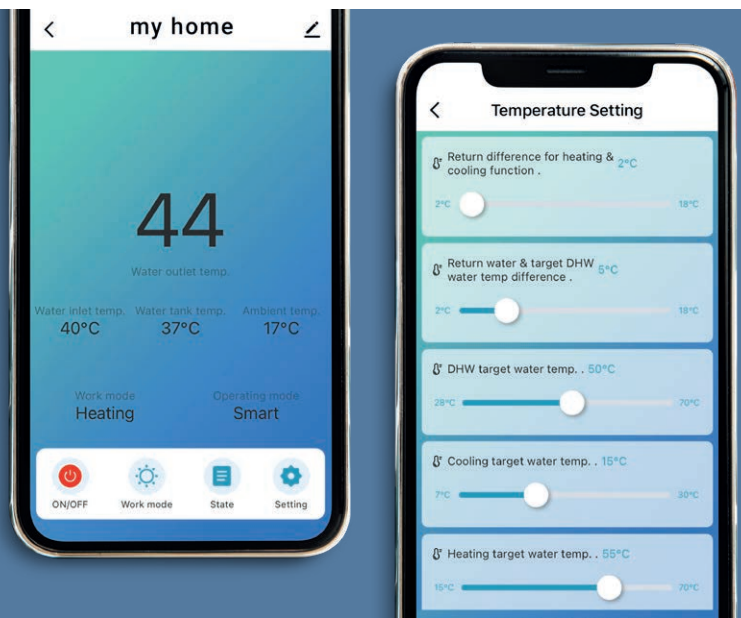 my home
44
Water outlet temp.
Water inlet temp. Water tank temp. Ambient temp.
40°C 37°C 17°C
Work mode Operating mode
Heating Smart
ON/OFF Work mode State Setting
Temperature Setting
Return difference for heating & 2°C
cooling function .
2°C 18°C
Return water & target DHW 5°C
water temp difference .
2°C 18°C
DHW target water temp. . 50°C
28°C 70°C
Cooling target water temp. . 15°C
7°C 30°C
Heating target water temp. . 55°C
15°C 70°C